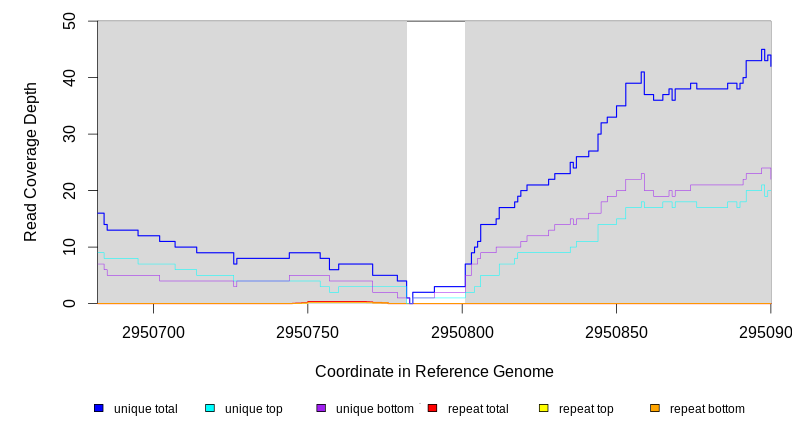 Read Coverage Depth
50
40
30
20
10
0
2950700
2950750
2950800
2950850
295090
Coordinate in Reference Genome
unique total
unique top
unique bottom
repeat total
repeat top
repeat bottom